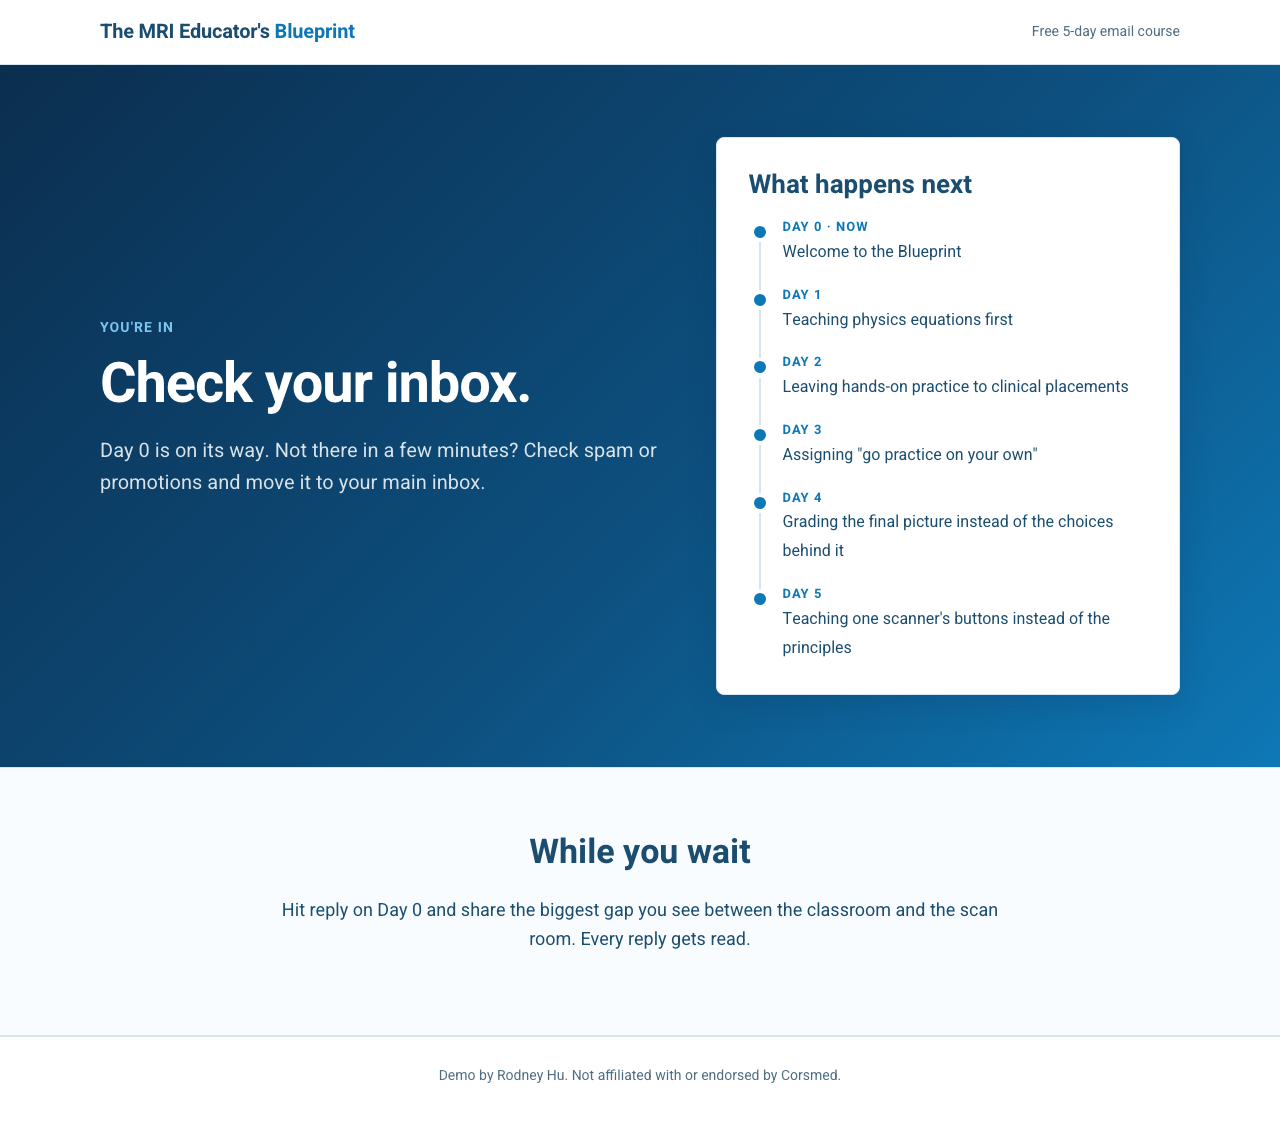 The MRI Educator's Blueprint
Free 5-day email course
YOU'RE IN
Check your inbox.
Day 0 is on its way. Not there in a few minutes? Check spam or
promotions and move it to your main inbox.
What happens next
DAY 0 · NOW
Welcome to the Blueprint
DAY 1
Teaching physics equations first
DAY 2
Leaving hands-on practice to clinical placements
DAY 3
Assigning "go practice on your own"
DAY 4
Grading the final picture instead of the choices
behind it
DAY 5
Teaching one scanner's buttons instead of the
principles
While you wait
Hit reply on Day 0 and share the biggest gap you see between the classroom and the scan
room. Every reply gets read.
Demo by Rodney Hu. Not affiliated with or endorsed by Corsmed.